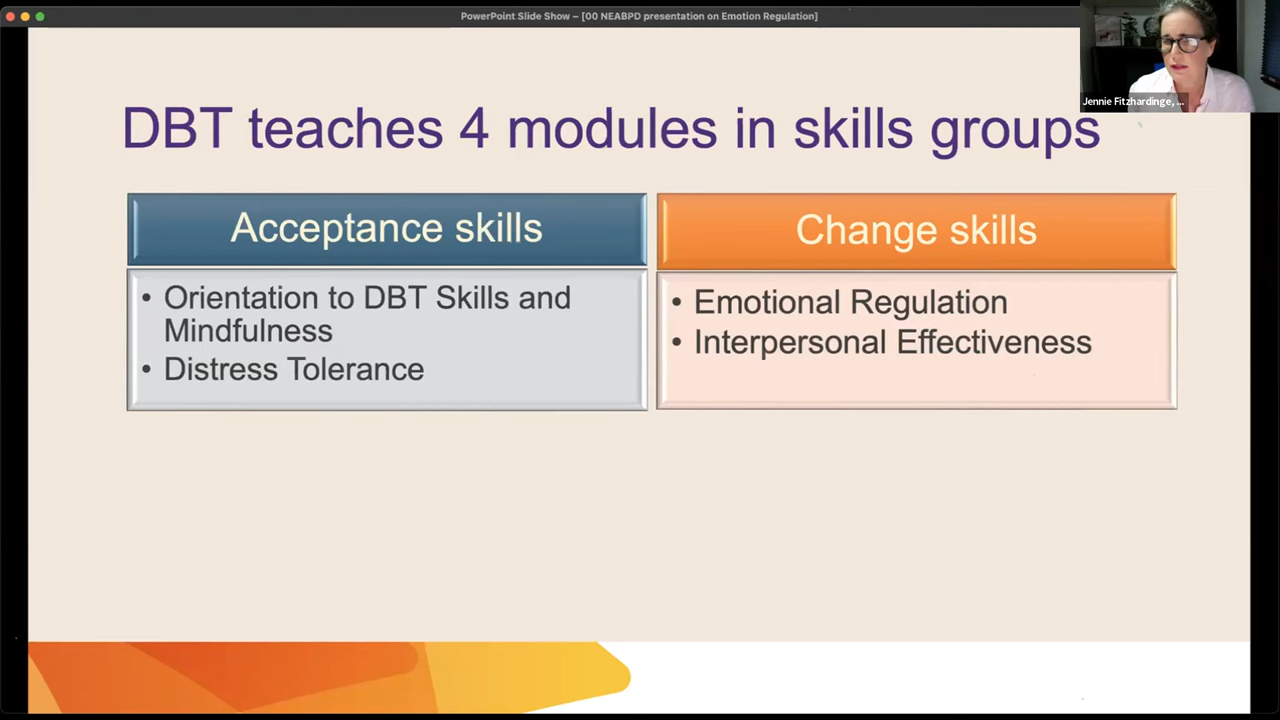 PowerPoint Slide Show – [00 NEABPD presentation on Emotion Regulation]
Jennie Fitzhardinge, ...
DBT teaches 4 modules in skills groups
Acceptance skills
• Orientation to DBT Skills and
Mindfulness
• Distress Tolerance
Change skills
• Emotional Regulation
• Interpersonal Effectiveness